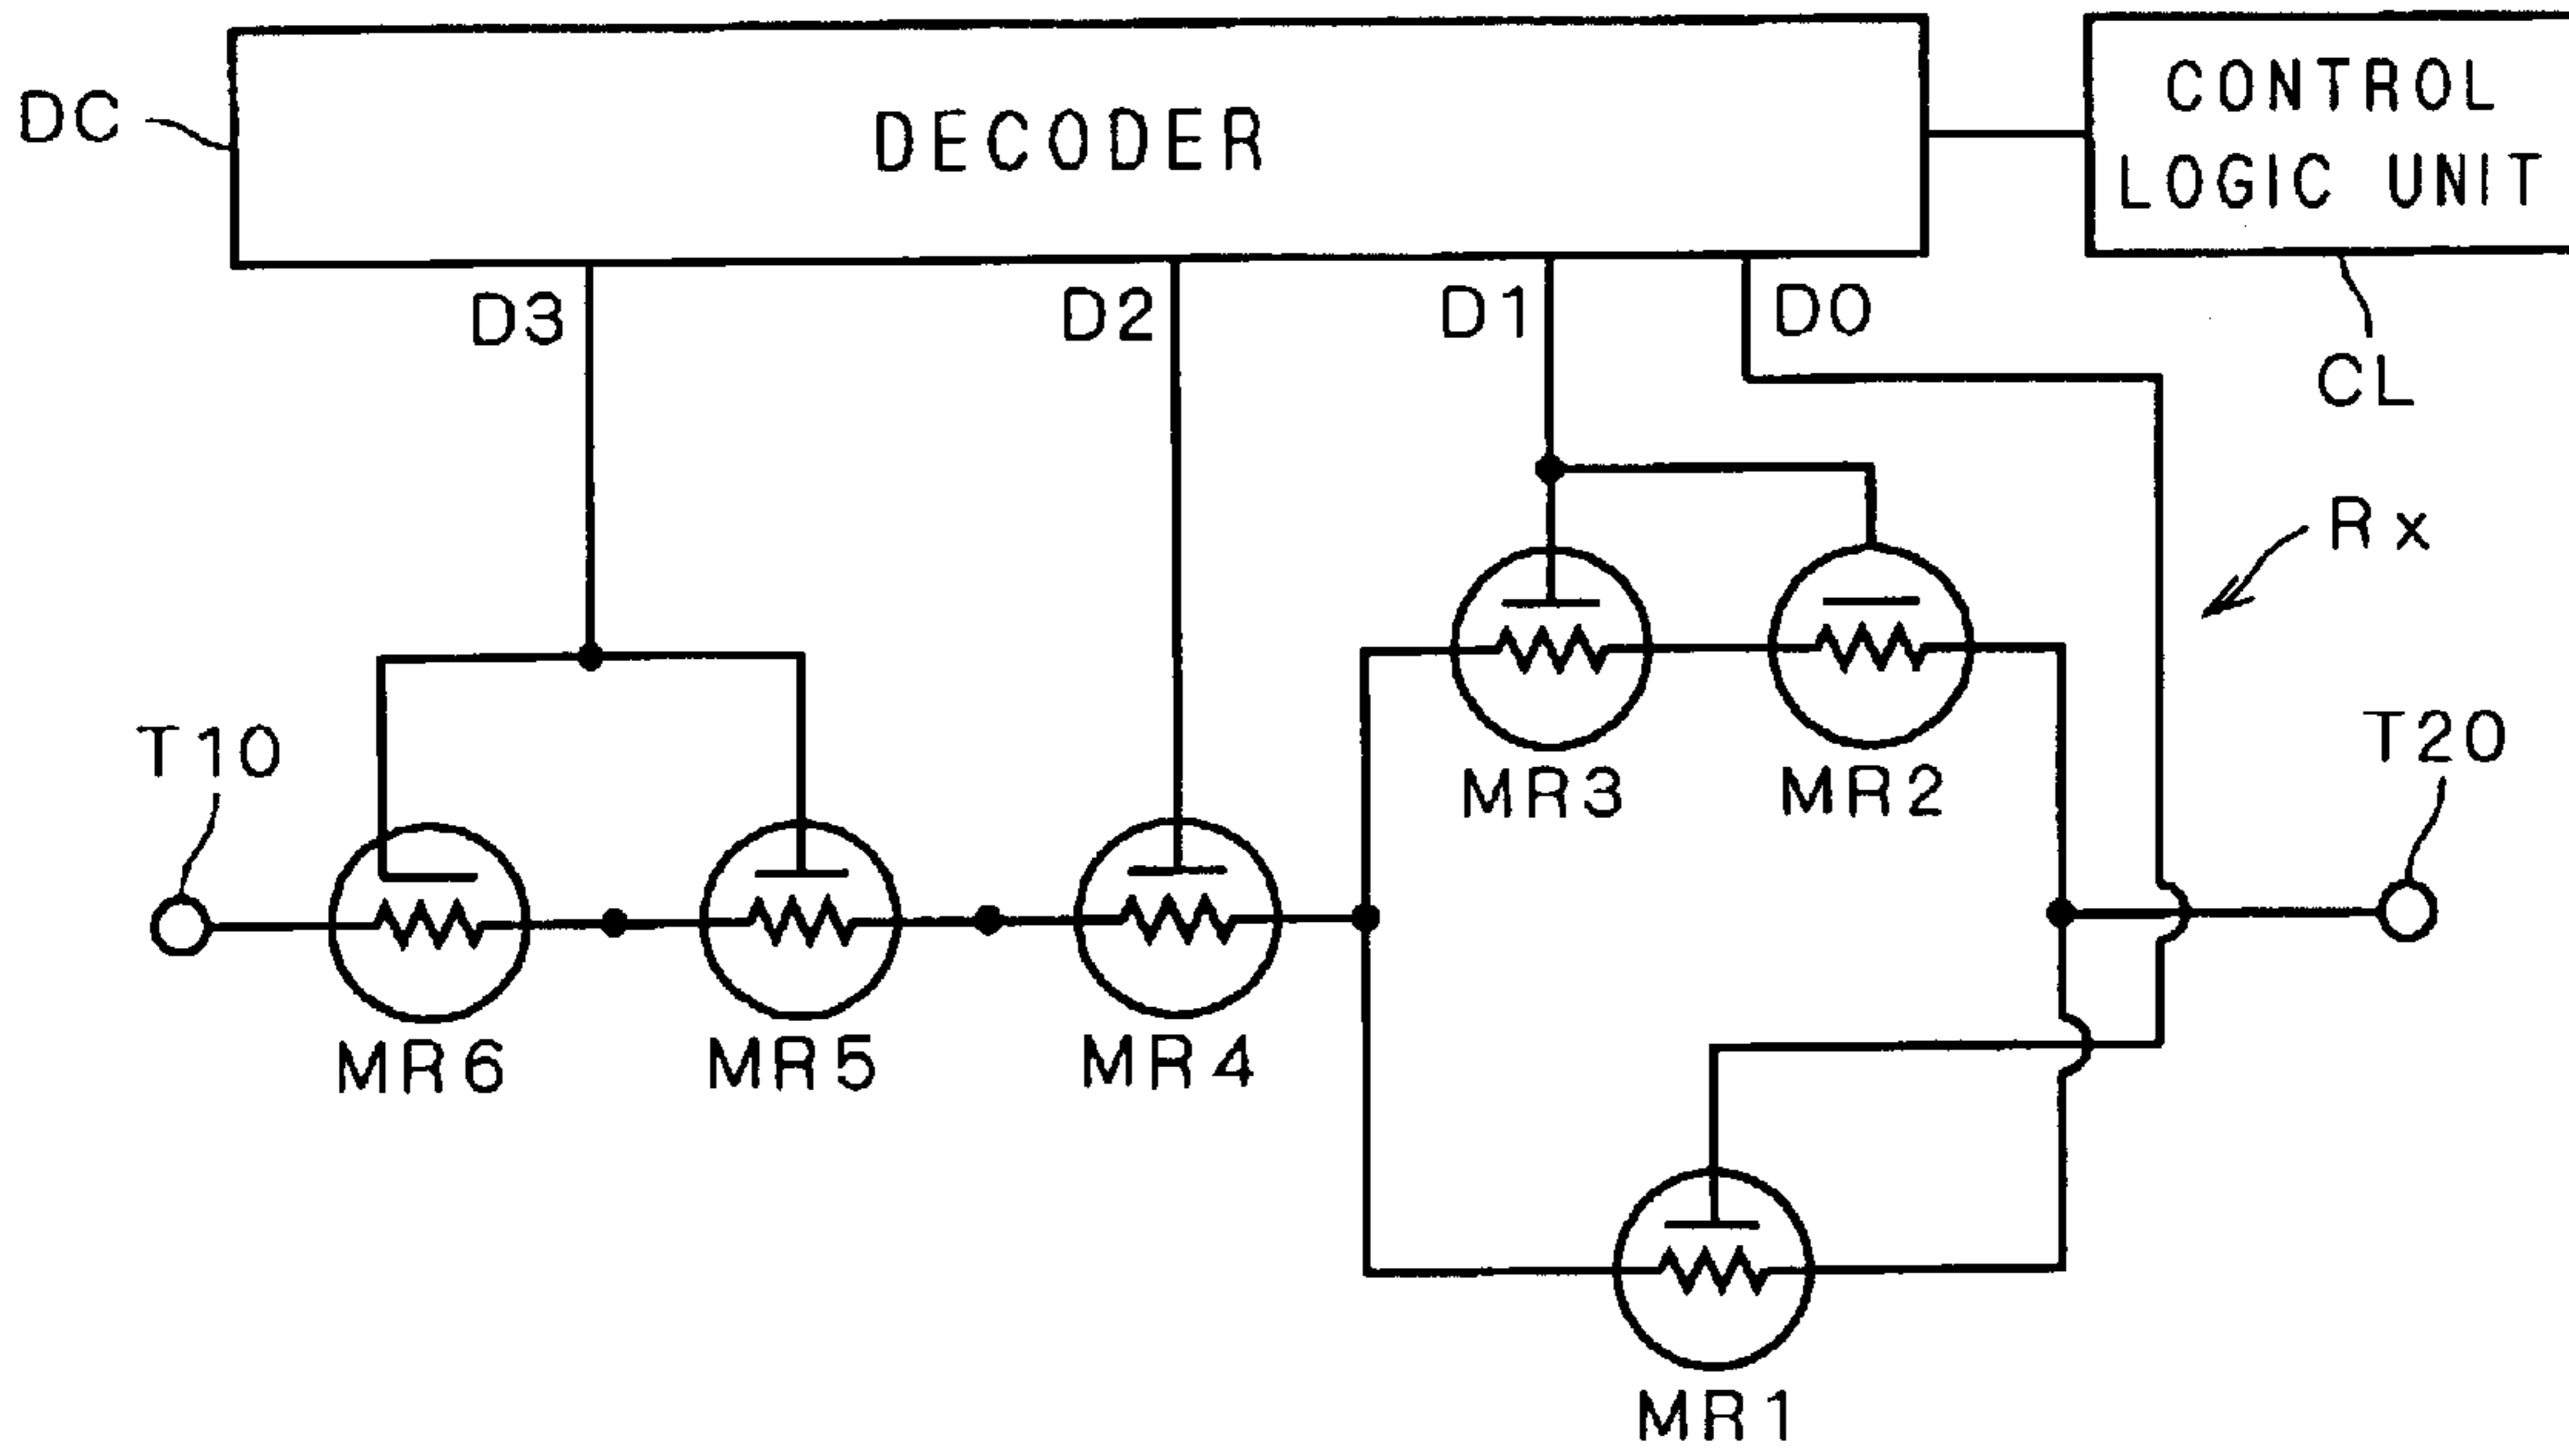 DC
DECODER
CONTROL
LOGIC UNIT
D3
D2
D1
D0
CL
Rx
T10
MR3
MR2
T20
MR6
MR5
MR4
MR1